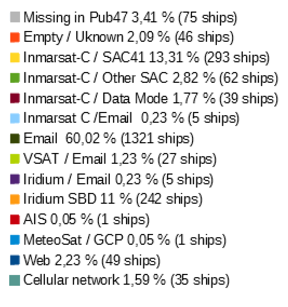 Missing in Pub47 3,41 % (75 ships)
Empty / Uknown 2,09 % (46 ships)
Inmarsat-C / SAC41 13,31 % (293 ships)
Inmarsat-C / Other SAC 2,82 % (62 ships)
Inmarsat-C / Data Mode 1,77 % (39 ships)
Inmarsat C /Email  0,23 % (5 ships)
Email  60,02 % (1321 ships)
VSAT / Email 1,23 % (27 ships)
Iridium / Email 0,23 % (5 ships)
Iridium SBD 11 % (242 ships)
AIS 0,05 % (1 ships)
MeteoSat / GCP 0,05 % (1 ships)
Web 2,23 % (49 ships)
Cellular network 1,59 % (35 ships)